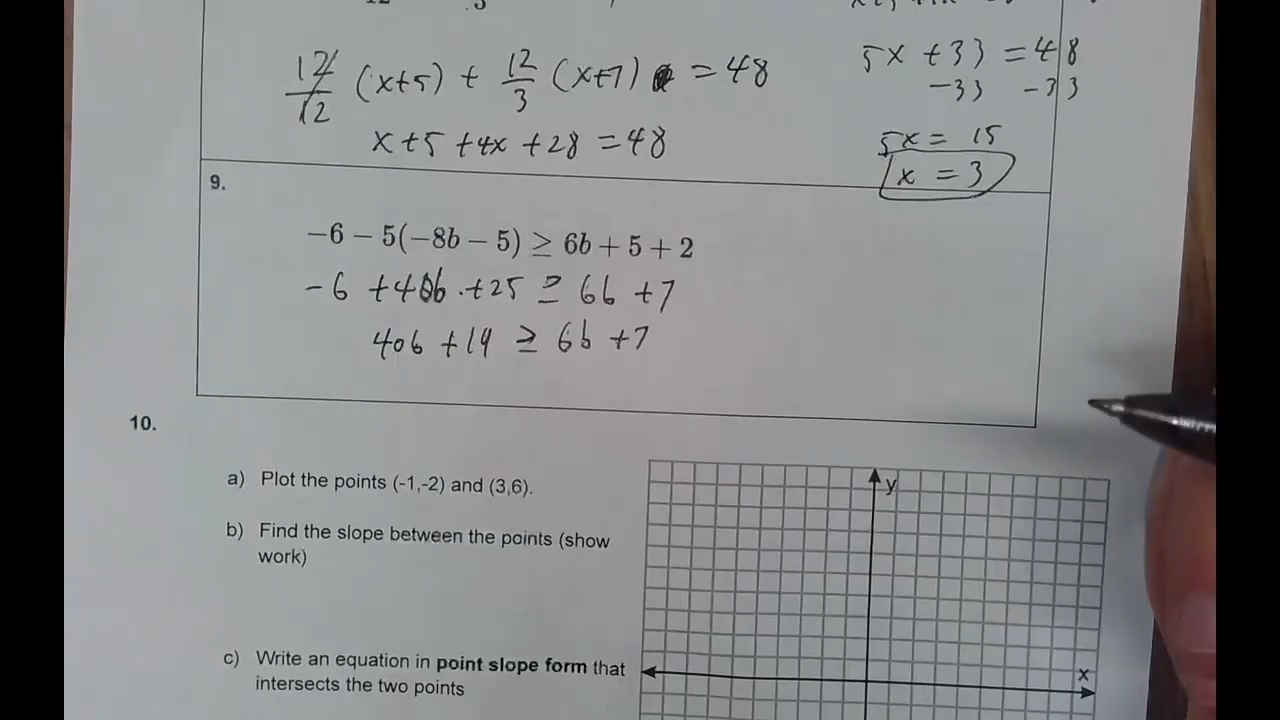 12/12 (x+5) + 12/3 (x+7) = 48
x +5 +4x +28 = 48
5x +33 = 48
-33 -33
5x = 15
x = 3
9.
-6 - 5(-8b - 5) ≥ 6b + 5 + 2
-6 +40b +25 ≥ 6b +7
40b +19 ≥ 6b +7
10.
a) Plot the points (-1,-2) and (3,6).
b) Find the slope between the points (show
work)
c) Write an equation in point slope form that
intersects the two points
y
x